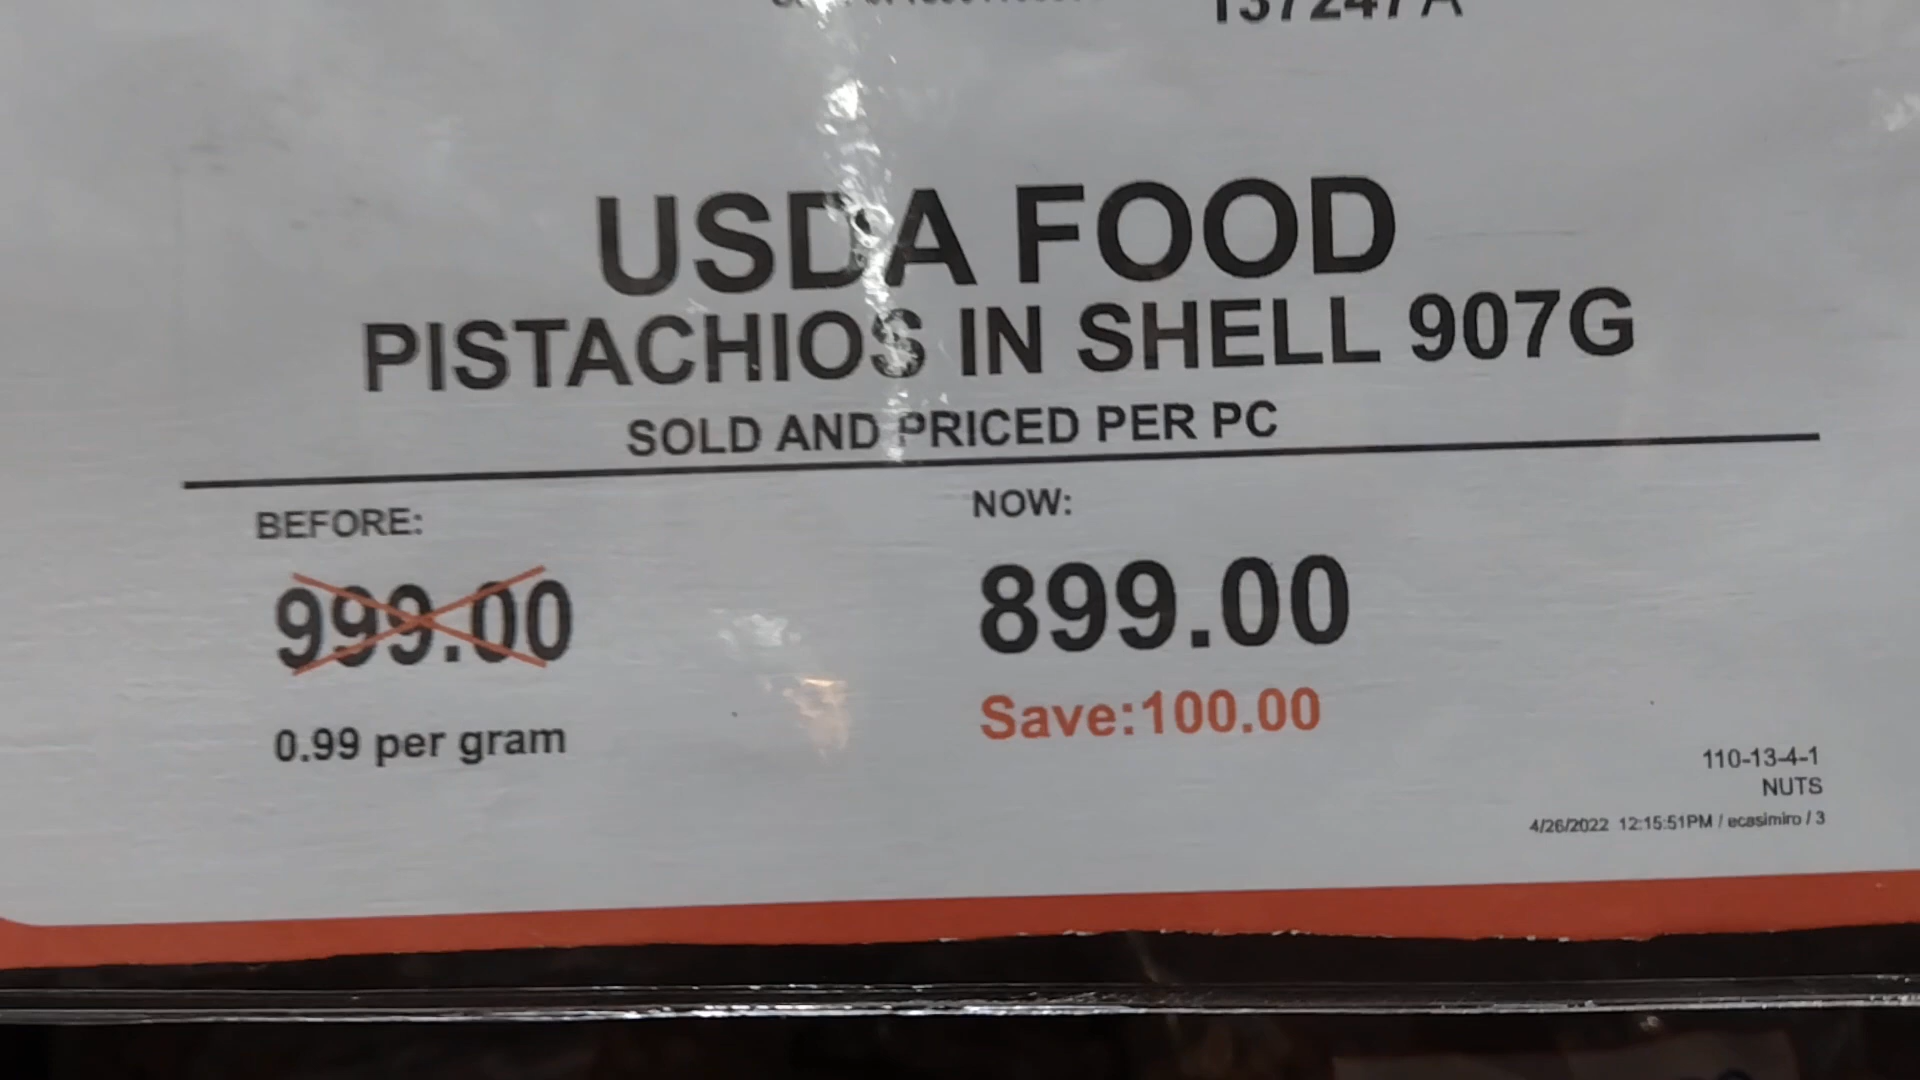 USDA FOOD
PISTACHIOS IN SHELL 907G
SOLD AND PRICED PER PC
BEFORE:
NOW:
999.00
899.00
Save:100.00
0.99 per gram
110-13-4-1
NUTS
4/26/2022 12:15:51PM / ecasimiro / 3